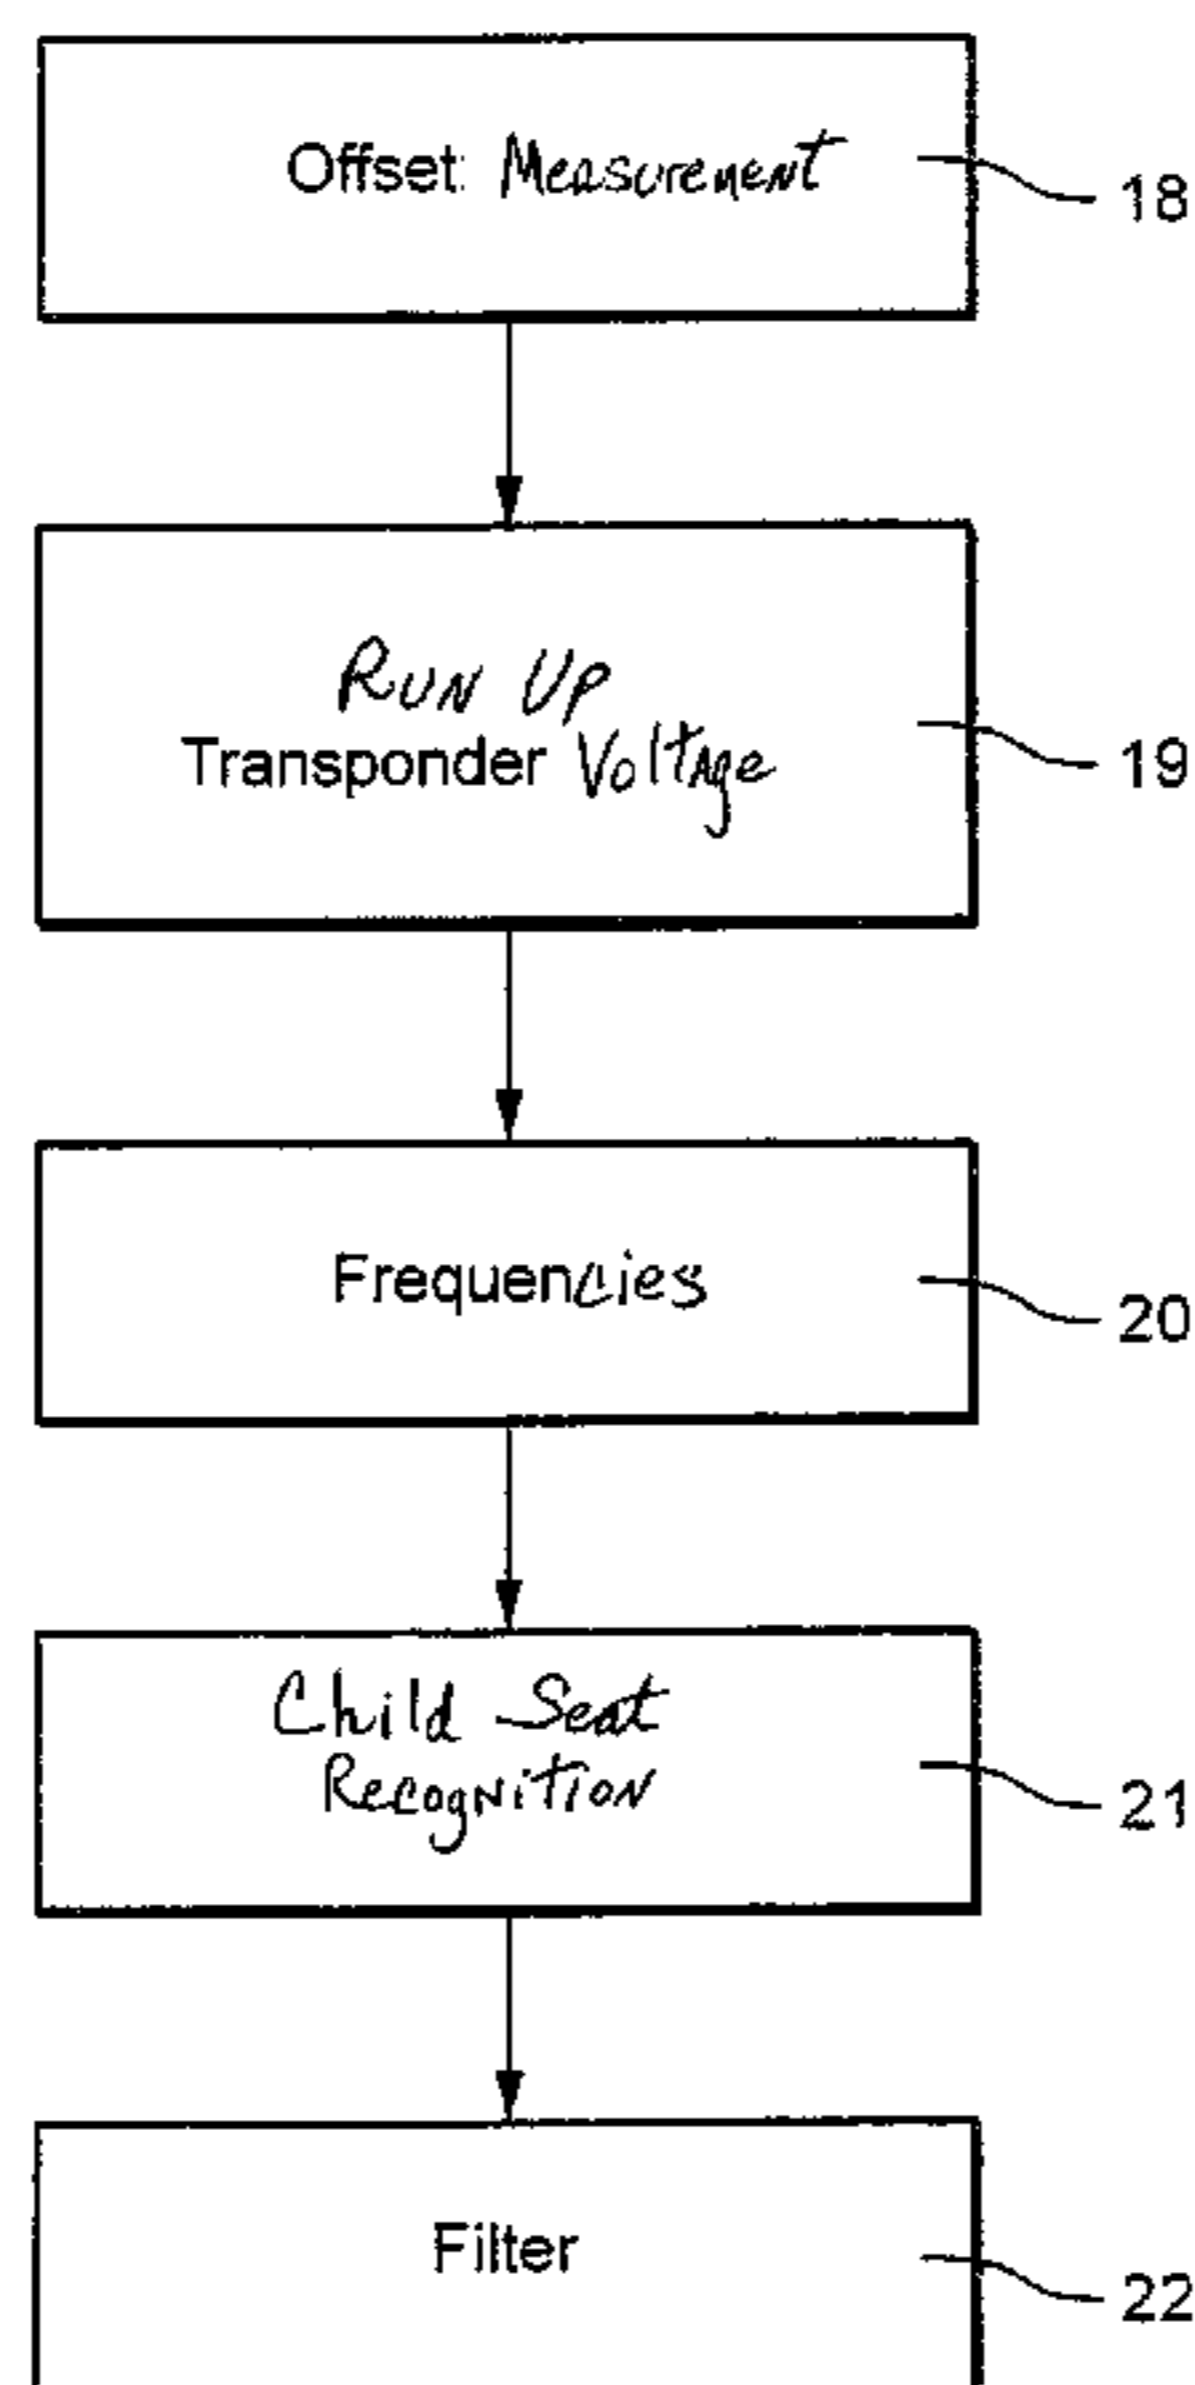 Offset Measurement
18
Run Up
Transponder Voltage
19
Frequencies
20
Child Seat
Recognition
21
Filter
22